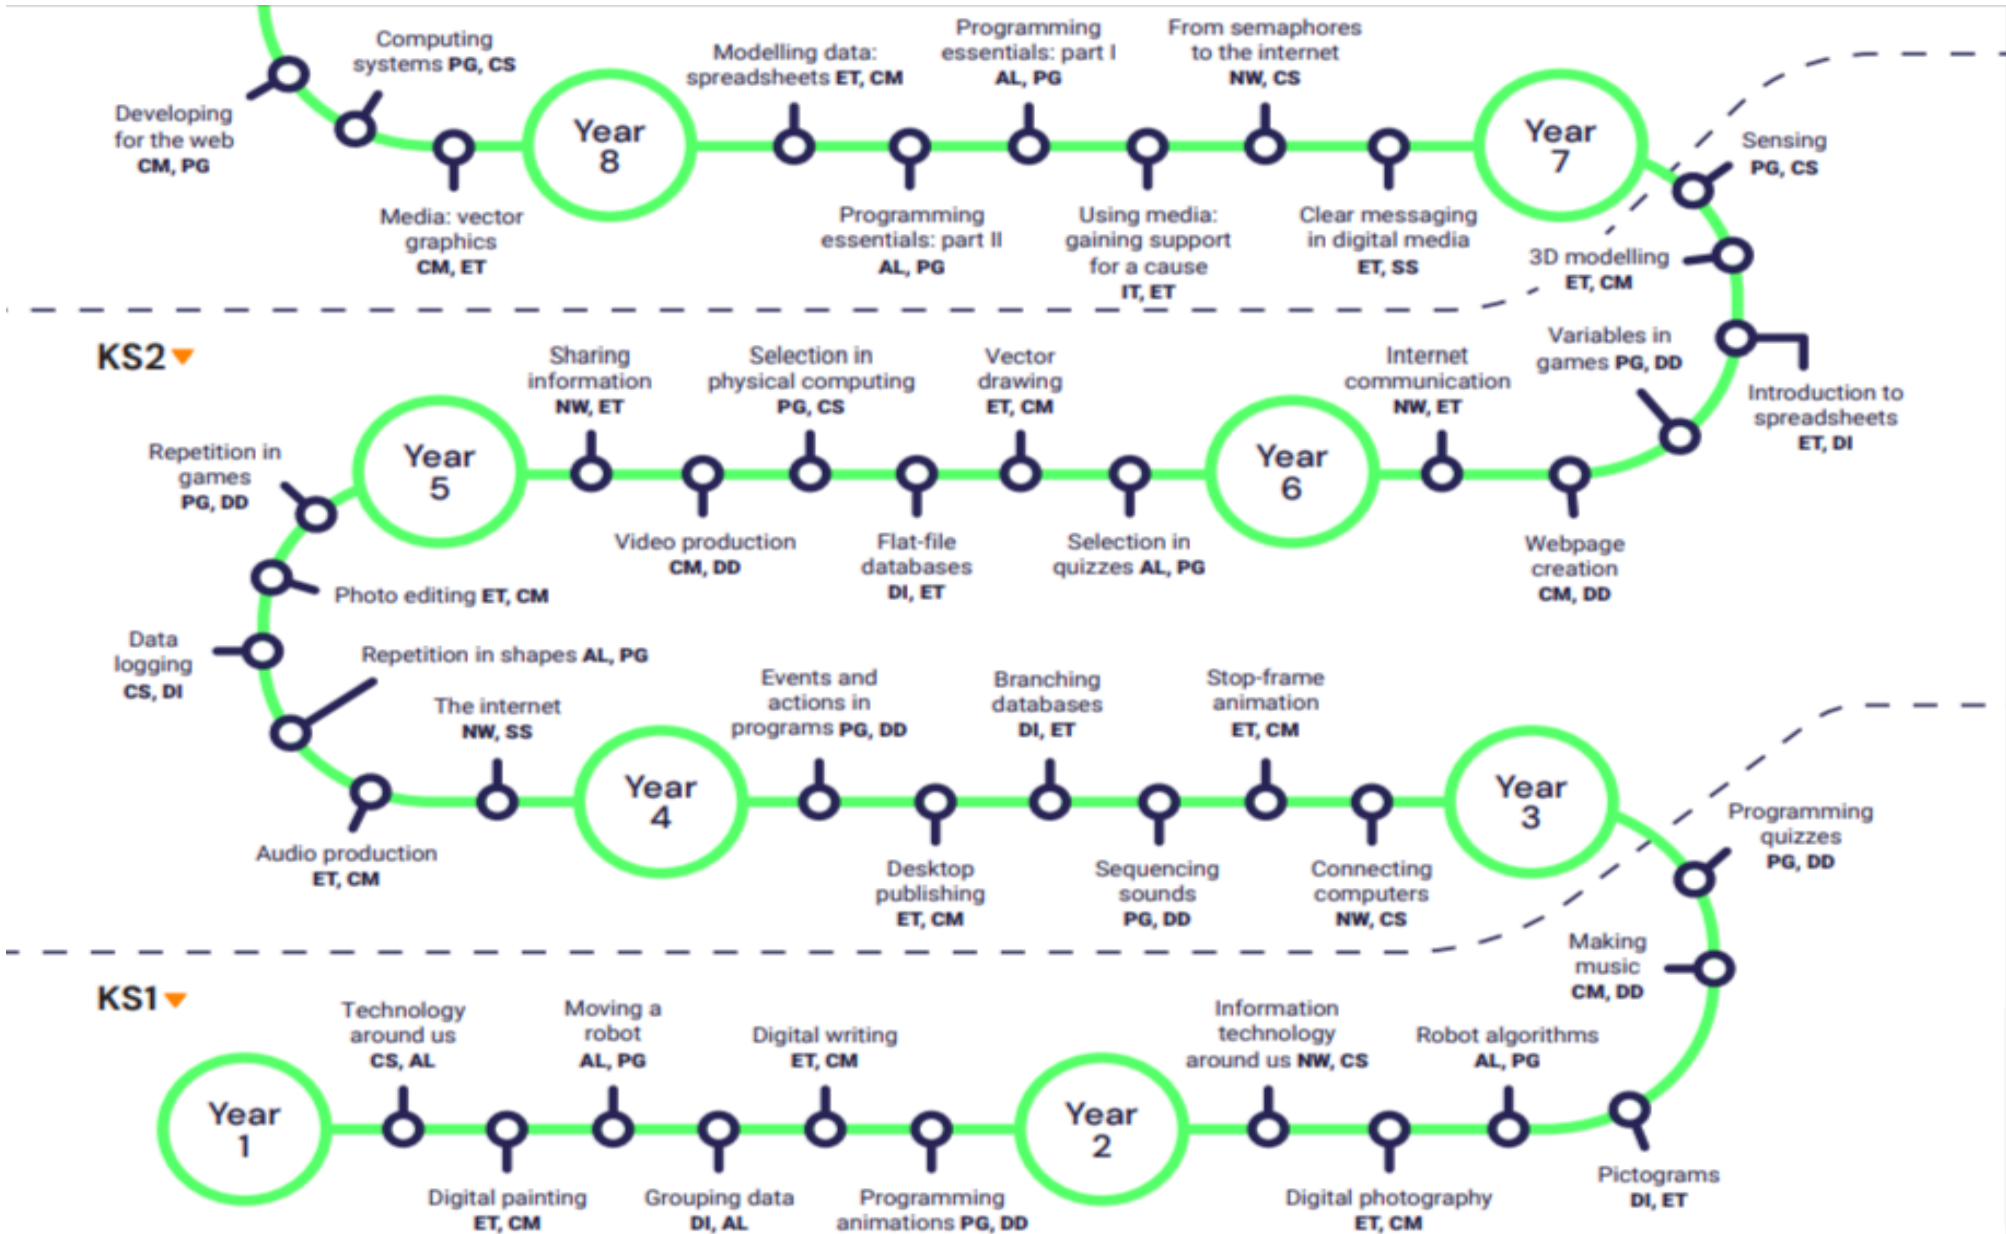 Developing
for the web
CM, PG
Computing
systems PG, CS
Media: vector
graphics
CM, ET
Year
8
Modelling data:
spreadsheets ET, CM
Programming
essentials: part II
AL, PG
Programming
essentials: part I
AL, PG
Using media:
gaining support
for a cause
IT, ET
From semaphores
to the internet
NW, CS
Clear messaging
in digital media
ET, SS
Year
7
Sensing
PG, CS
3D modelling
ET, CM
Introduction to
spreadsheets
ET, DI
Variables in
games PG, DD
KS2
Repetition in
games
PG, DD
Year
5
Sharing
information
NW, ET
Video production
CM, DD
Selection in
physical computing
PG, CS
Flat-file
databases
DI, ET
Vector
drawing
ET, CM
Selection in
quizzes AL, PG
Year
6
Internet
communication
NW, ET
Webpage
creation
CM, DD
Photo editing ET, CM
Data
logging
CS, DI
Repetition in shapes AL, PG
Audio production
ET, CM
The internet
NW, SS
Year
4
Events and
actions in
programs PG, DD
Desktop
publishing
ET, CM
Branching
databases
DI, ET
Sequencing
sounds
PG, DD
Stop-frame
animation
ET, CM
Connecting
computers
NW, CS
Year
3
Programming
quizzes
PG, DD
Making
music
CM, DD
KS1
Year
1
Technology
around us
CS, AL
Digital painting
ET, CM
Moving a
robot
AL, PG
Grouping data
DI, AL
Digital writing
ET, CM
Programming
animations PG, DD
Year
2
Information
technology
around us NW, CS
Digital photography
ET, CM
Robot algorithms
AL, PG
Pictograms
DI, ET